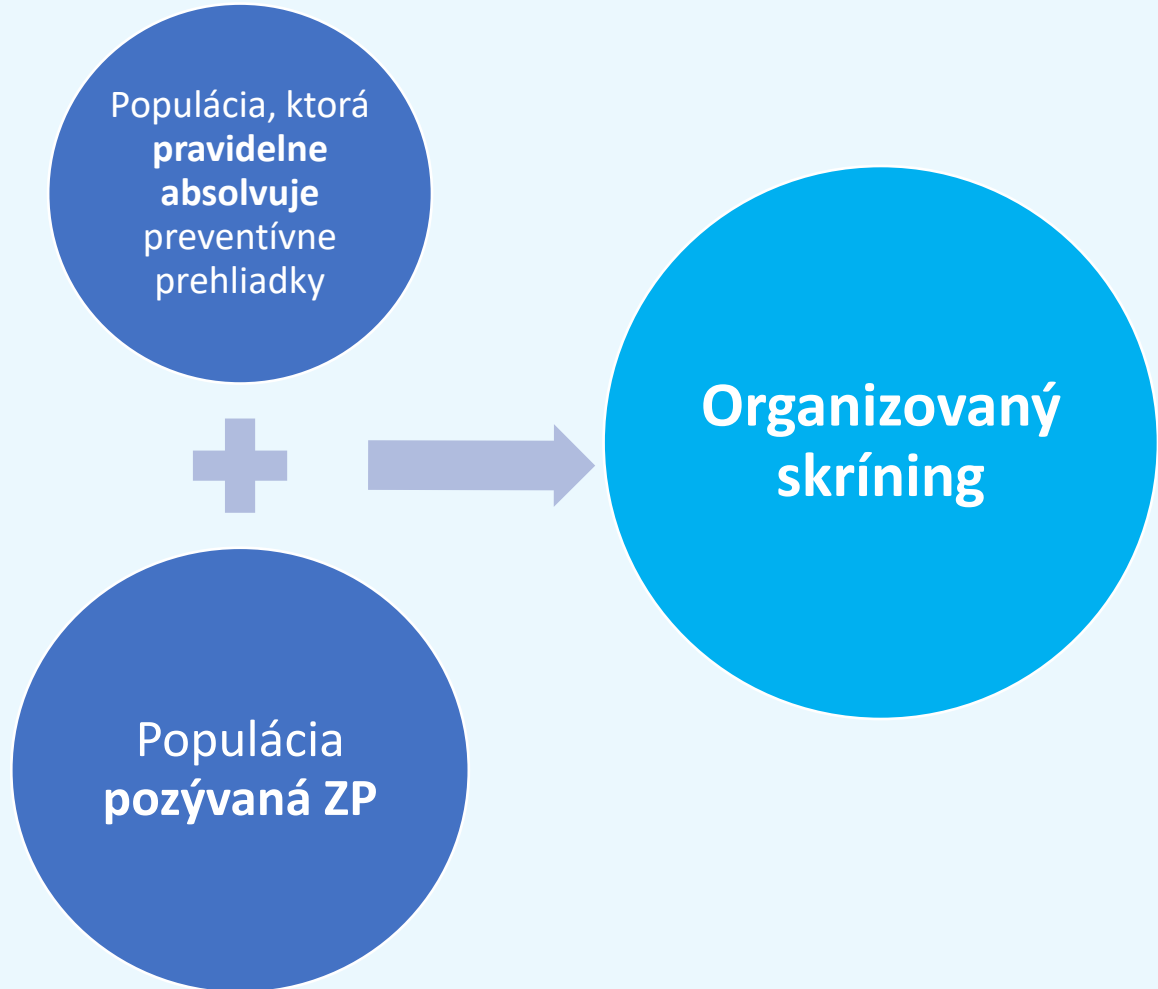 Populácia, ktorá
pravidelne
absolvuje
preventívne
prehliadky
Organizovaný
skríning
Populácia
pozývaná ZP